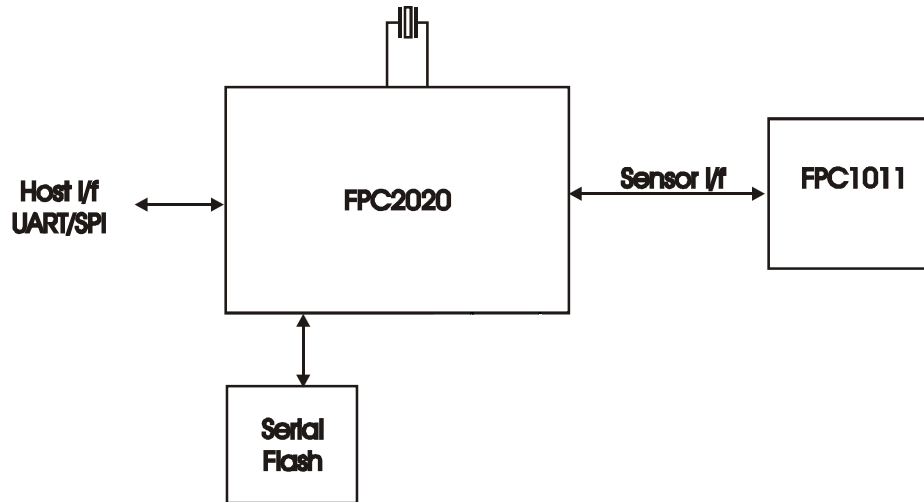 Host I/f
UART/SPI
FPC2020
Sensor I/f
FPC1011
Serial
Flash